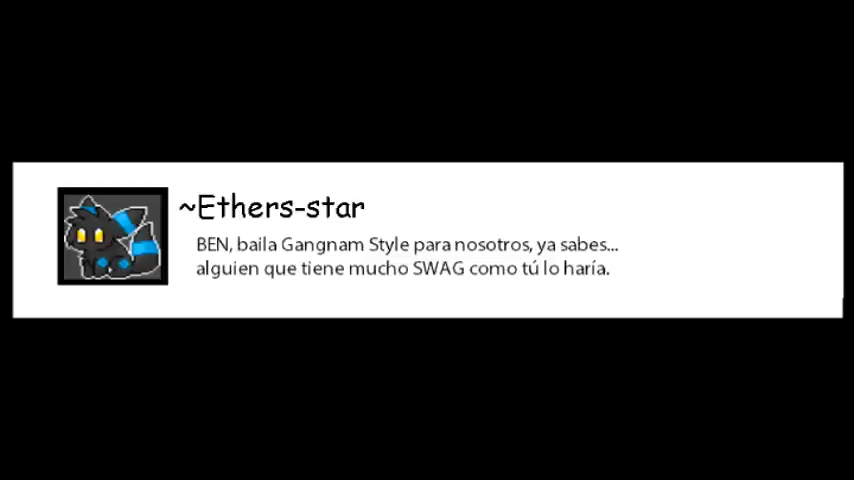 ~Ethers-star
BEN, baila Gangnam Style para nosotros, ya sabes...
alguien que tiene mucho SWAG como tú lo haría.